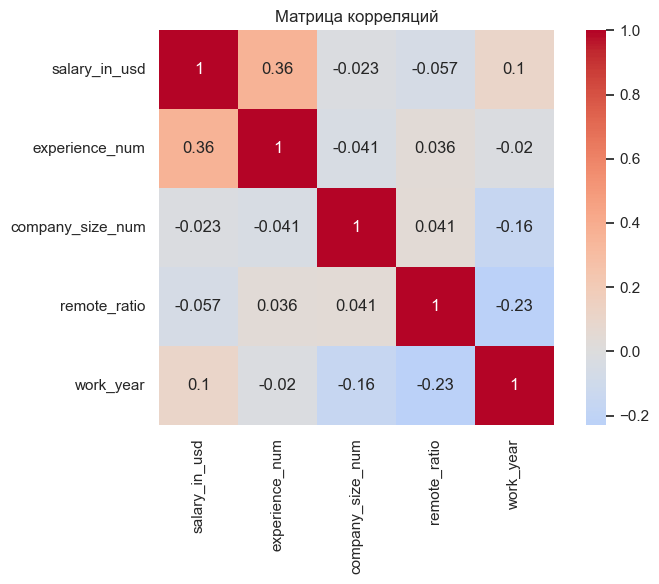 Матрица корреляций
salary_in_usd 1 0.36 -0.023 -0.057 0.1
experience_num 0.36 1 -0.041 0.036 -0.02
company_size_num -0.023 -0.041 1 0.041 -0.16
remote_ratio -0.057 0.036 0.041 1 -0.23
work_year 0.1 -0.02 -0.16 -0.23 1
salary_in_usd
experience_num
company_size_num
remote_ratio
work_year
1.0
0.8
0.6
0.4
0.2
0.0
−0.2